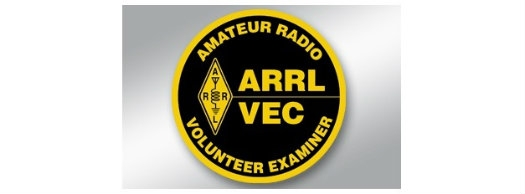 AMATEUR RADIO
ARRL
VEC
A
R R
L
VOLUNTEER EXAMINER